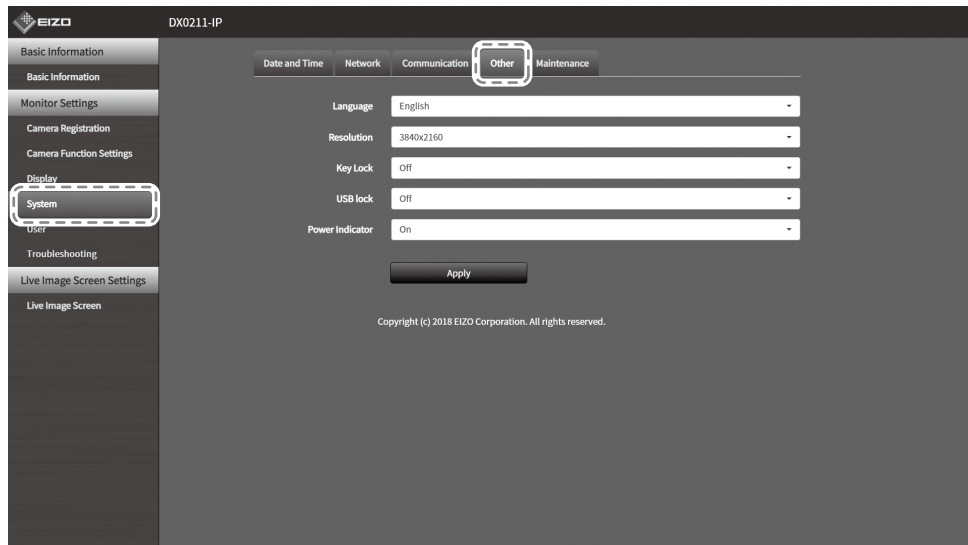 EIZO
DX0211-IP
Basic Information
Basic Information
Monitor Settings
Camera Registration
Camera Function Settings
Display
System
User
Troubleshooting
Live Image Screen Settings
Live Image Screen
Date and Time Network Communication Other Maintenance
Language English
Resolution 3840x2160
Key Lock Off
USB lock Off
Power Indicator On
Apply
Copyright (c) 2018 EIZO Corporation. All rights reserved.